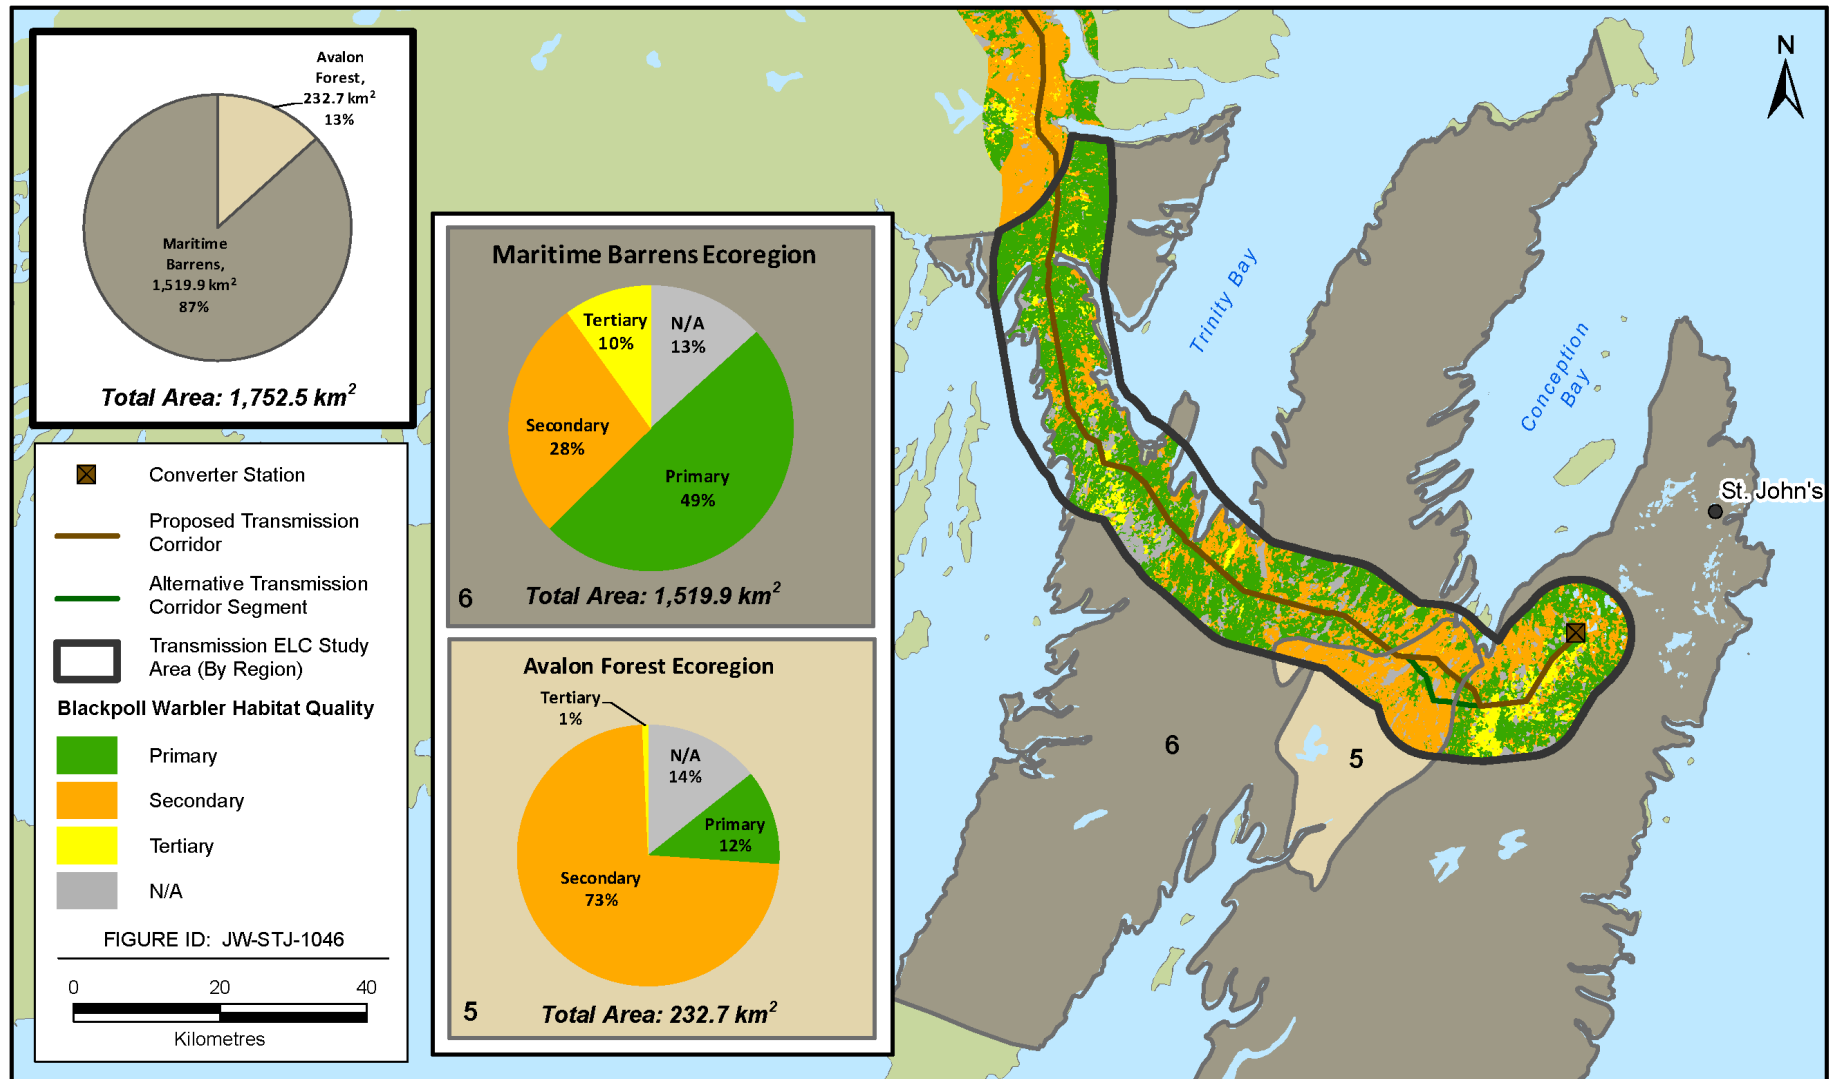 Avalon
Forest,
232.7 km²
13%
Maritime
Barrens,
1,519.9 km²
87%
Total Area: 1,752.5 km²
Converter Station
Proposed Transmission
Corridor
Alternative Transmission
Corridor Segment
Transmission ELC Study
Area (By Region)
Blackpoll Warbler Habitat Quality
Primary
Secondary
Tertiary
N/A
FIGURE ID: JW-STJ-1046
0 20 40
Kilometres
Maritime Barrens Ecoregion
Tertiary
10%
N/A
13%
Secondary
28%
Primary
49%
6
Total Area: 1,519.9 km²
Avalon Forest Ecoregion
Tertiary
1%
N/A
14%
Primary
12%
Secondary
73%
5
Total Area: 232.7 km²
N
Trinity Bay
Conception
Bay
St. John's
6
5